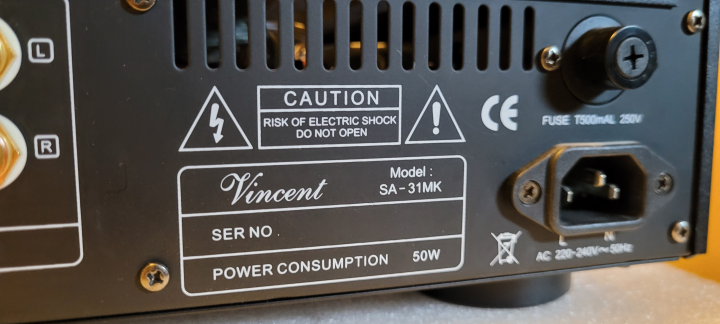 L
R
CAUTION
RISK OF ELECTRIC SHOCK
DO NOT OPEN
CE
FUSE T500mAL 250V
Vincent
Model :
SA-31MK
SER NO .
POWER CONSUMPTION 50W
L N
AC 220-240V~50Hz